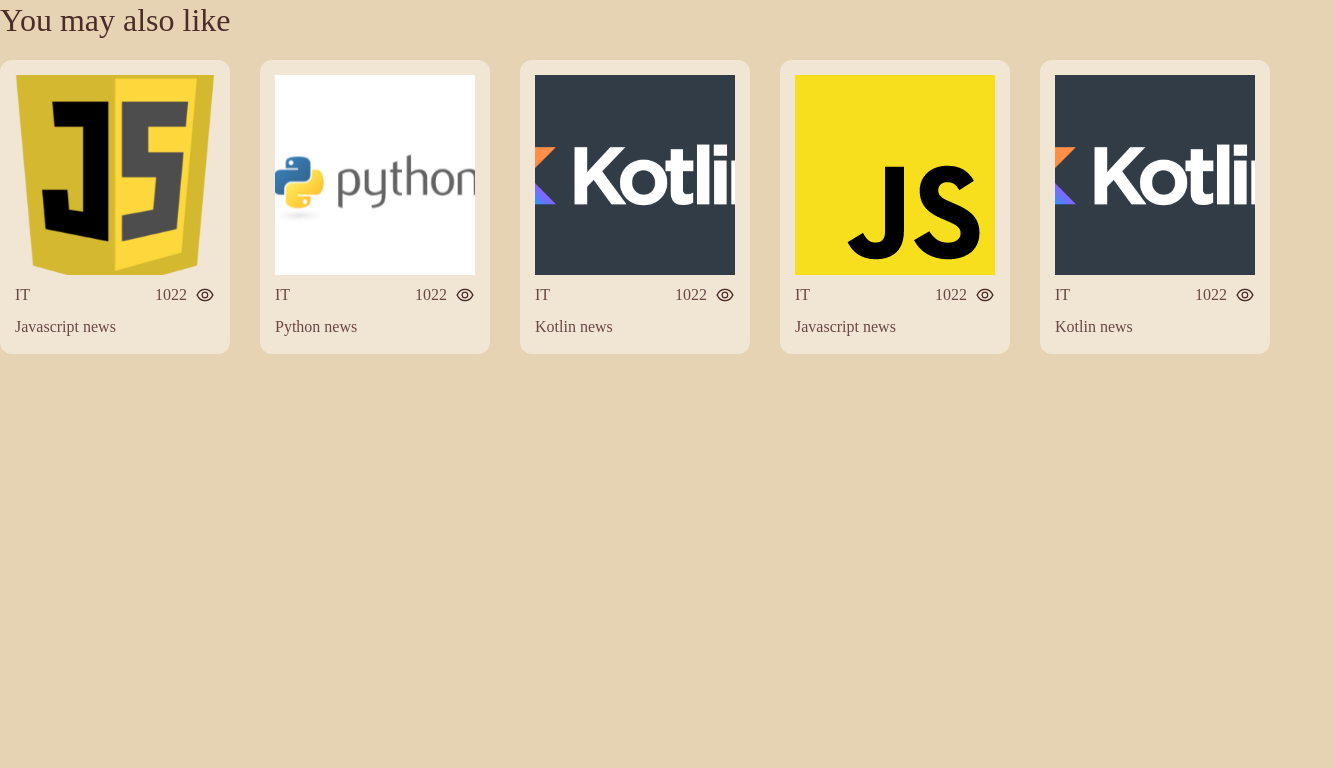 You may also like
JS
IT 1022
Javascript news
python
IT 1022
Python news
Kotlin
IT 1022
Kotlin news
JS
IT 1022
Javascript news
Kotlin
IT 1022
Kotlin news